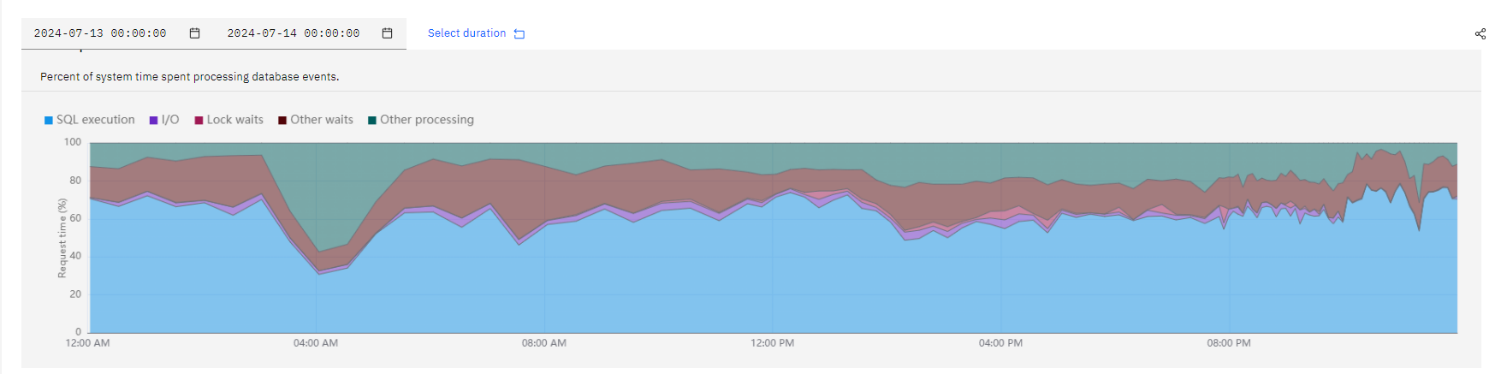 2024-07-13 00:00:00 2024-07-14 00:00:00 Select duration
Percent of system time spent processing database events.
SQL execution I/O Lock waits Other waits Other processing
Request time (%)
100
80
60
40
20
0
12:00 AM 04:00 AM 08:00 AM 12:00 PM 04:00 PM 08:00 PM